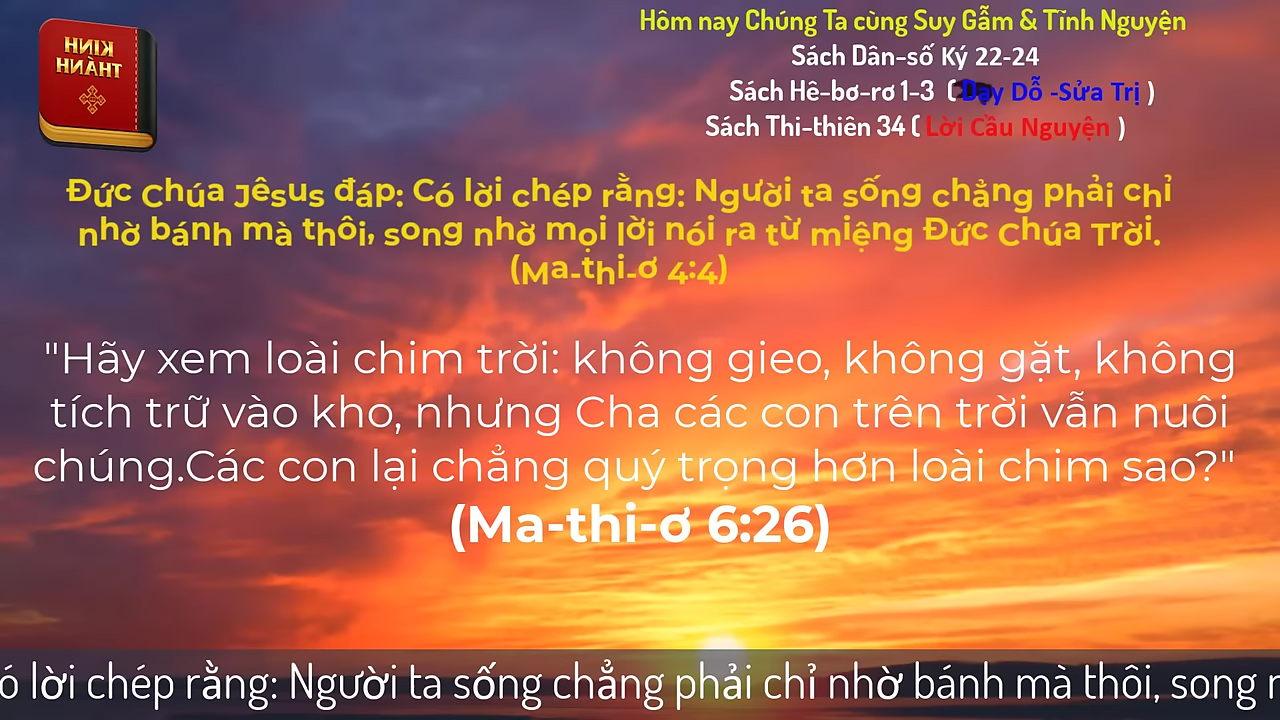 KINH
THÁNH
Hôm nay Chúng Ta cùng Suy Gẫm & Tĩnh Nguyện
Sách Dân-số Ký 22-24
Sách Hê-bơ-rơ 1-3 ( Dạy Dỗ -Sửa Trị )
Sách Thi-thiên 34 ( Lời Cầu Nguyện )
Đức Chúa Jêsus đáp: Có lời chép rằng: Người ta sống chẳng phải chỉ
nhờ bánh mà thôi, song nhờ mọi lời nói ra từ miệng Đức Chúa Trời.
(Ma-thi-ơ 4:4)
"Hãy xem loài chim trời: không gieo, không gặt, không
tích trữ vào kho, nhưng Cha các con trên trời vẫn nuôi
chúng.Các con lại chẳng quý trọng hơn loài chim sao?"
(Ma-thi-ơ 6:26)
ó lời chép rằng: Người ta sống chẳng phải chỉ nhờ bánh mà thôi, song